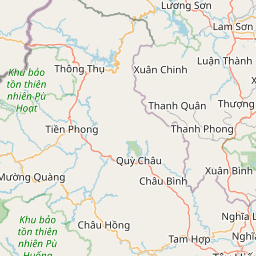 Lương Sơn
Lam Sơn
Luận Thành
Khu bảo
tồn thiên
nhiên Pù
Hoạt
Thông Thụ
Xuân Chinh
Thanh Quân
Thượng
Tiền Phong
Thanh Phong
Quỳ Châu
Xuân Bình
Mường Quàng
Châu Bình
Khu bảo
tồn thiên
nhiên Pù
Huống
Châu Hồng
Nghĩa
Tam Hợp